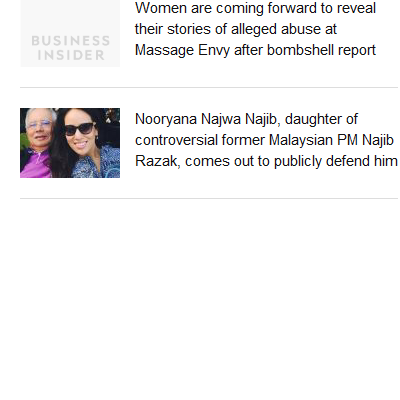 Women are coming forward to reveal
their stories of alleged abuse at
Massage Envy after bombshell report
BUSINESS
INSIDER
Nooryana Najwa Najib, daughter of
controversial former Malaysian PM Najib
Razak, comes out to publicly defend him